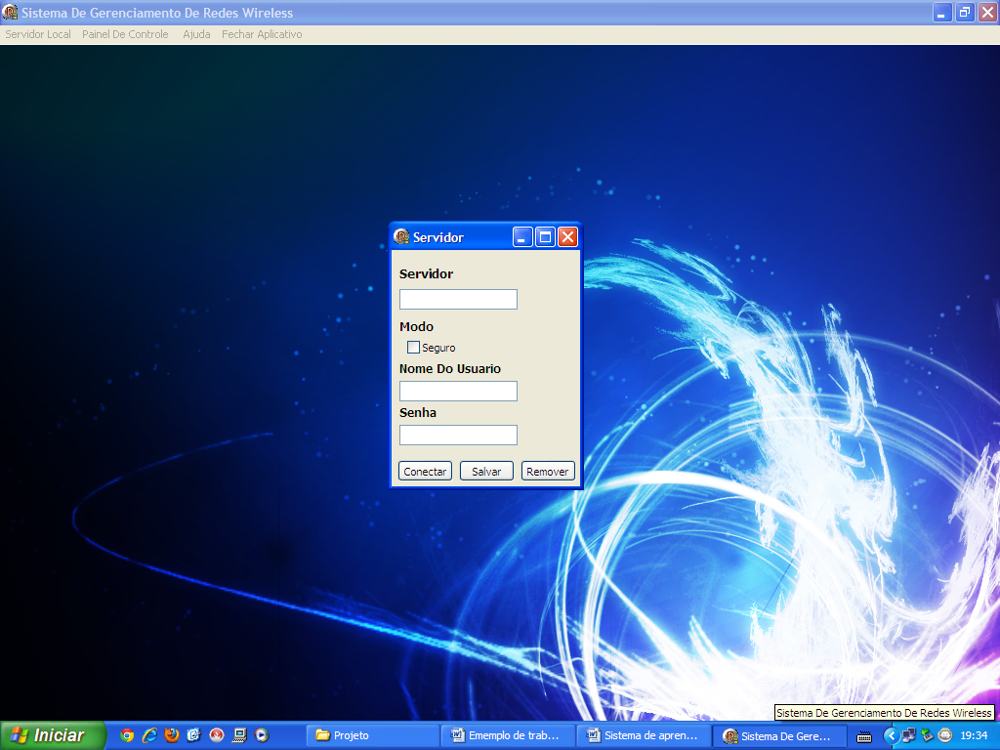 Sistema De Gerenciamento De Redes Wireless
Servidor Local Painel De Controle Ajuda Fechar Aplicativo
Servidor
Servidor
Modo
Seguro
Nome Do Usuario
Senha
Conectar Salvar Remover
Sistema De Gerenciamento De Redes Wireless
Iniciar Projeto Ememplo de trab... Sistema de apren... Sistema De Gere... 19:34